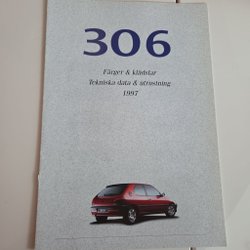 306
Färger & klädslar
Tekniska data & utrustning
1997